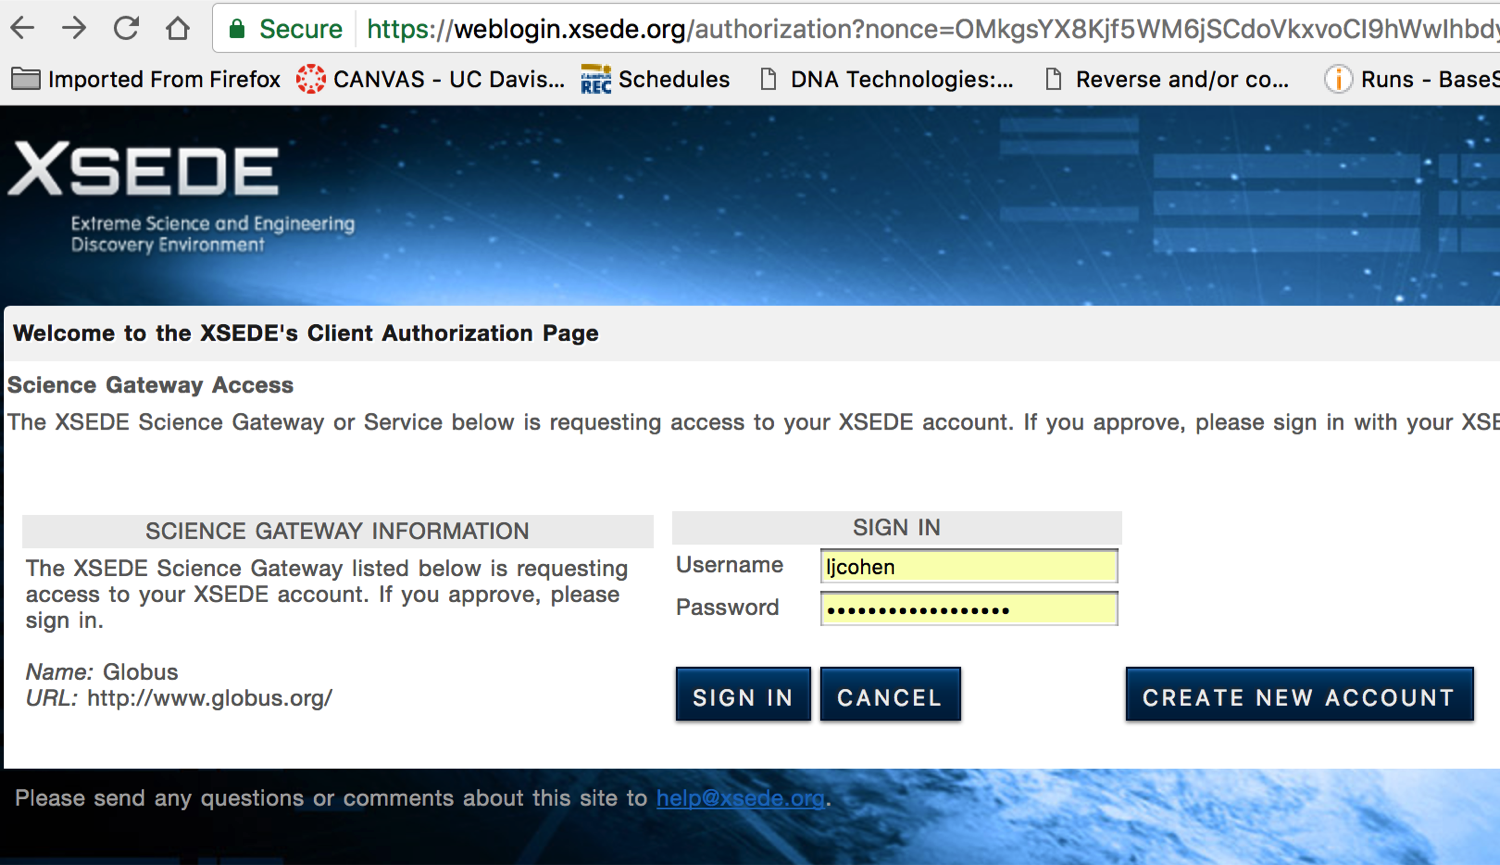 Secure https://weblogin.xsede.org/authorization?nonce=OMkgsYX8Kjf5WM6jSCdoVkxvoCI9hWwIhbdy
Imported From Firefox CANVAS - UC Davis... REC Schedules DNA Technologies:... Reverse and/or co... Runs - BaseS
XSEDE
Extreme Science and Engineering
Discovery Environment
Welcome to the XSEDE's Client Authorization Page
Science Gateway Access
The XSEDE Science Gateway or Service below is requesting access to your XSEDE account. If you approve, please sign in with your XSE
SCIENCE GATEWAY INFORMATION
The XSEDE Science Gateway listed below is requesting
access to your XSEDE account. If you approve, please
sign in.
Name: Globus
URL: http://www.globus.org/
SIGN IN
Username ljcohen
Password ••••••••••••••••••
SIGN IN CANCEL CREATE NEW ACCOUNT
Please send any questions or comments about this site to help@xsede.org.